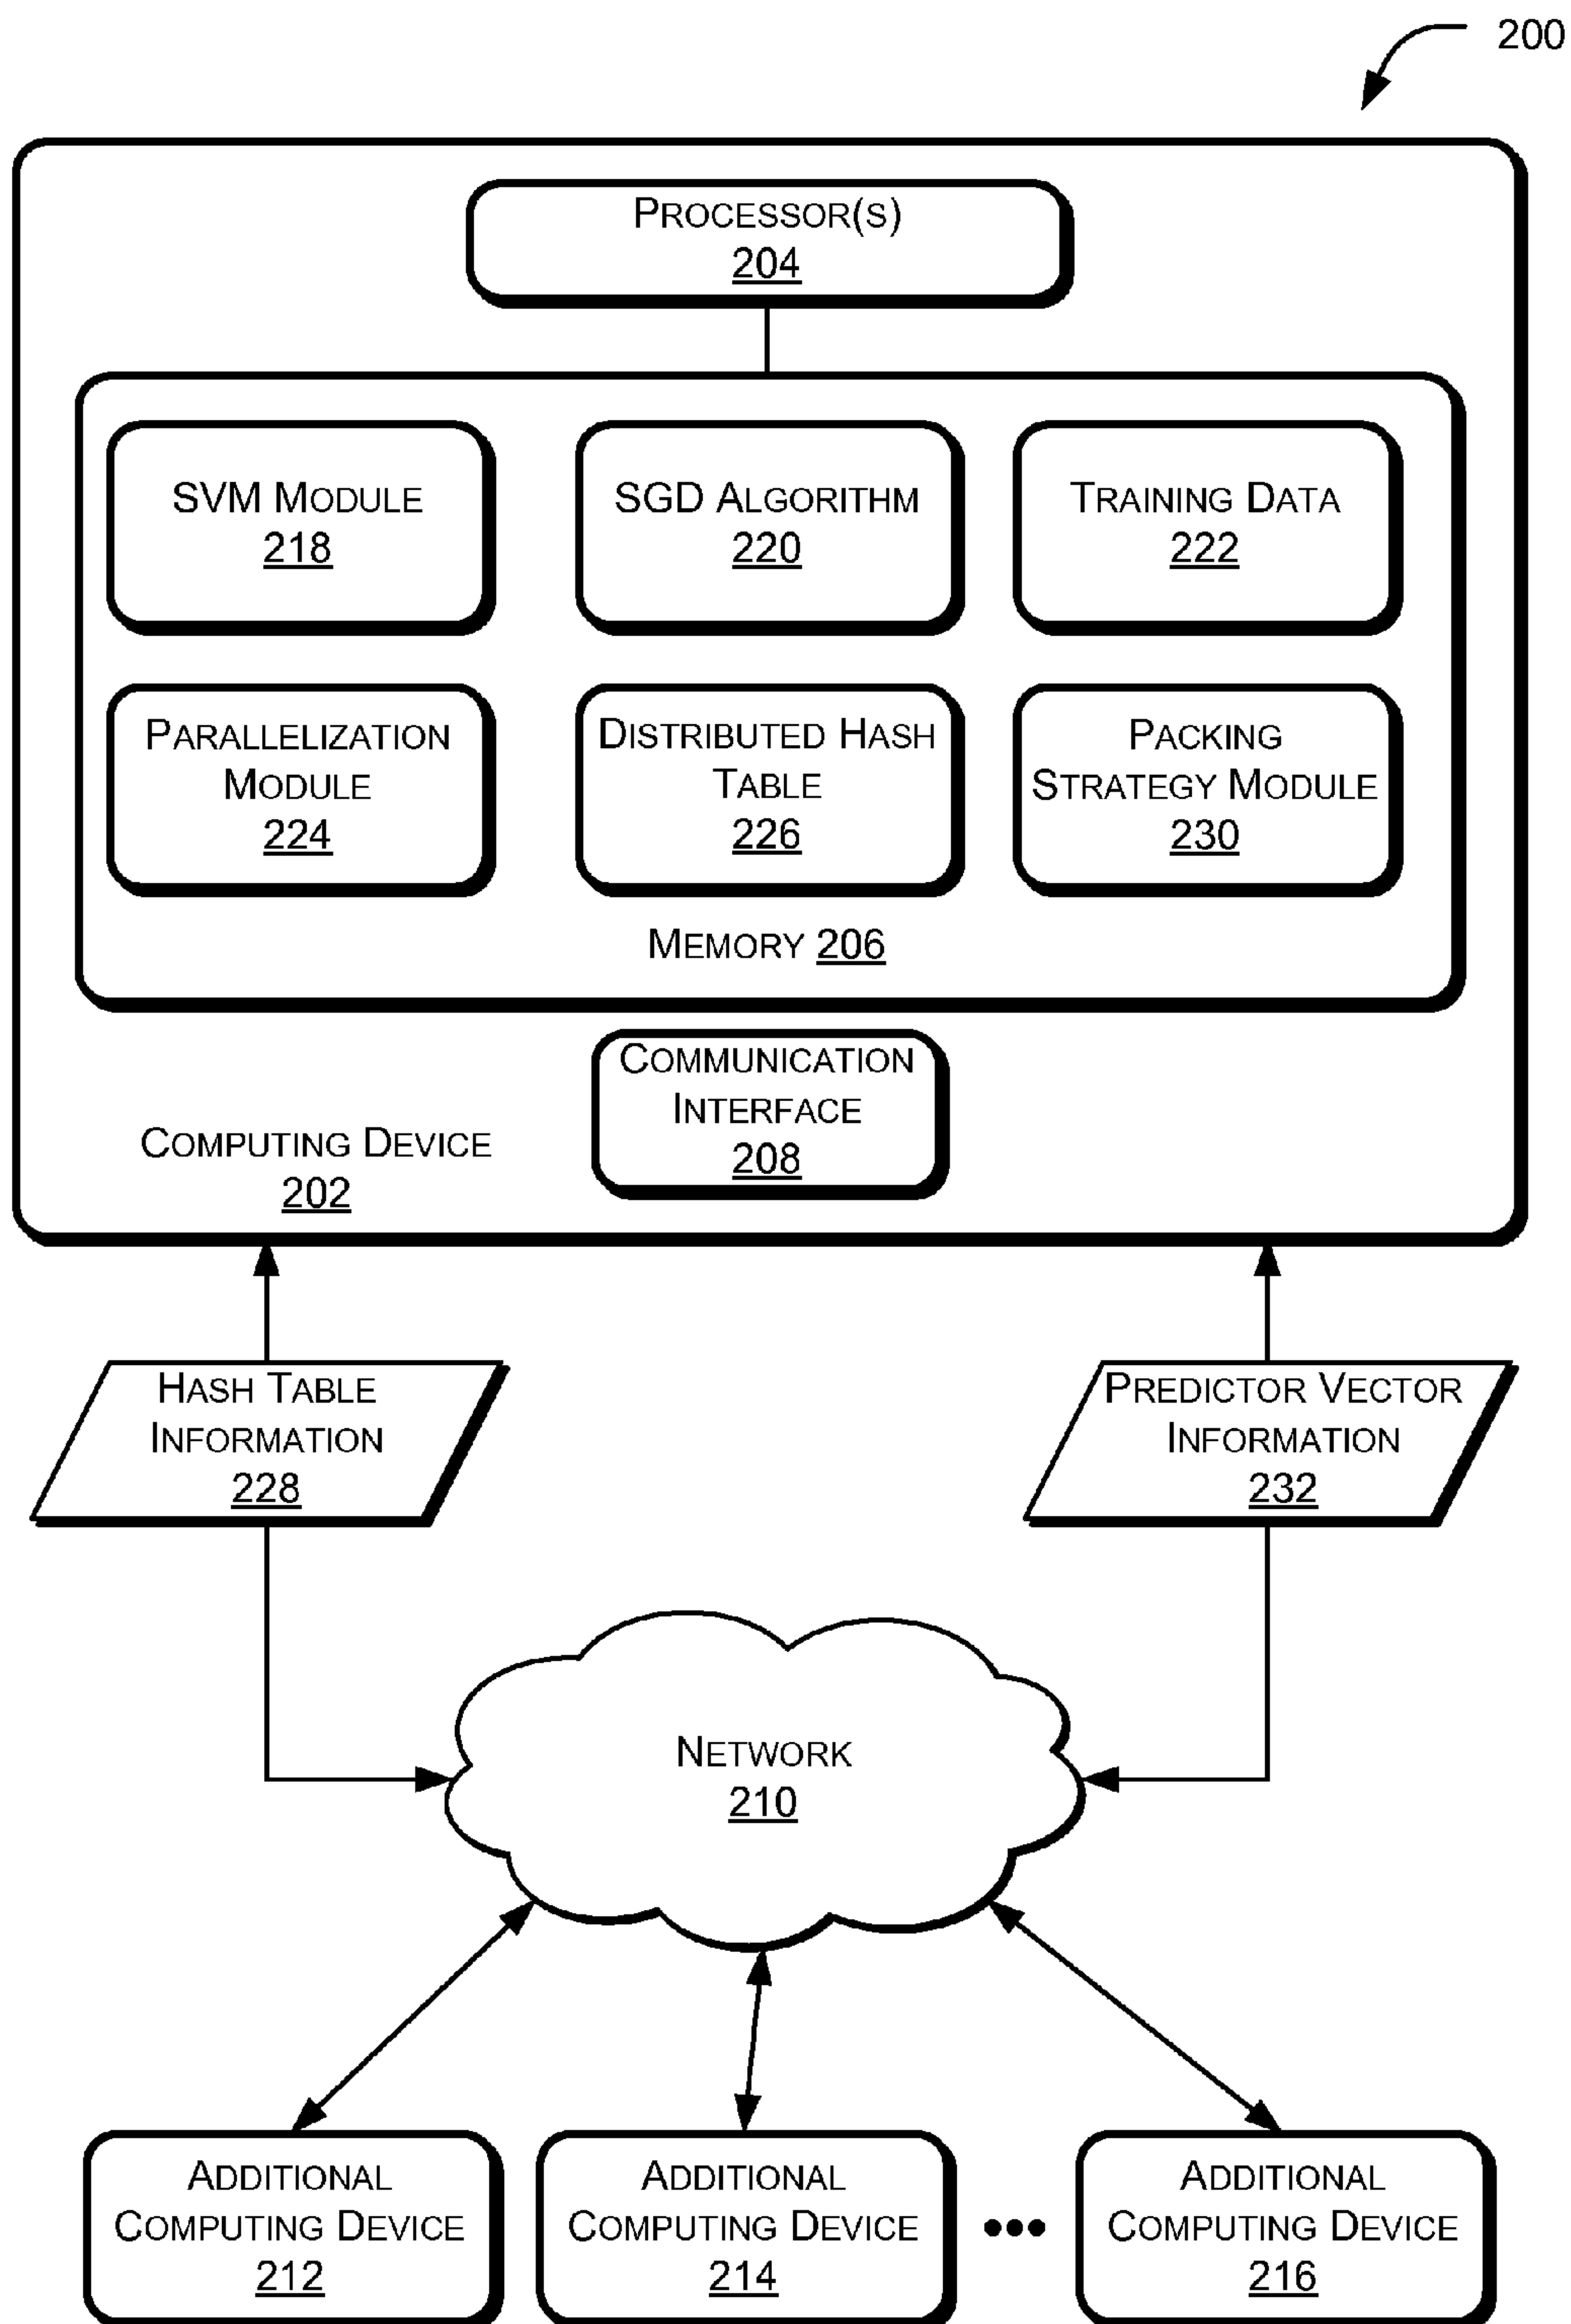 200
PROCESSOR(S)
204
SVM MODULE
218
SGD ALGORITHM
220
TRAINING DATA
222
PARALLELIZATION
MODULE
224
DISTRIBUTED HASH
TABLE
226
PACKING
STRATEGY MODULE
230
MEMORY 206
COMMUNICATION
INTERFACE
208
COMPUTING DEVICE
202
HASH TABLE
INFORMATION
228
PREDICTOR VECTOR
INFORMATION
232
NETWORK
210
ADDITIONAL
COMPUTING DEVICE
212
ADDITIONAL
COMPUTING DEVICE
214
•••
ADDITIONAL
COMPUTING DEVICE
216